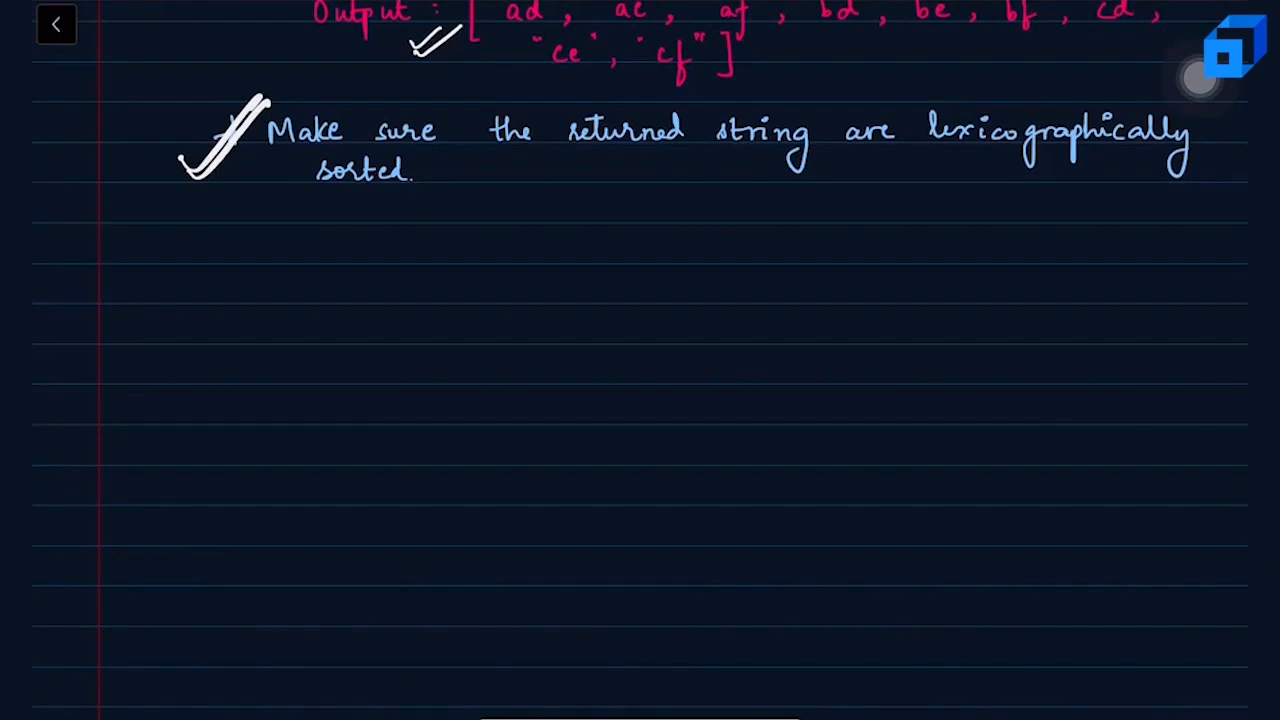 Output : [ ad , ae , af , bd , be , bf , cd ,
"ce" , "cf" ]
* Make sure the returned string are lexicographically
sorted.